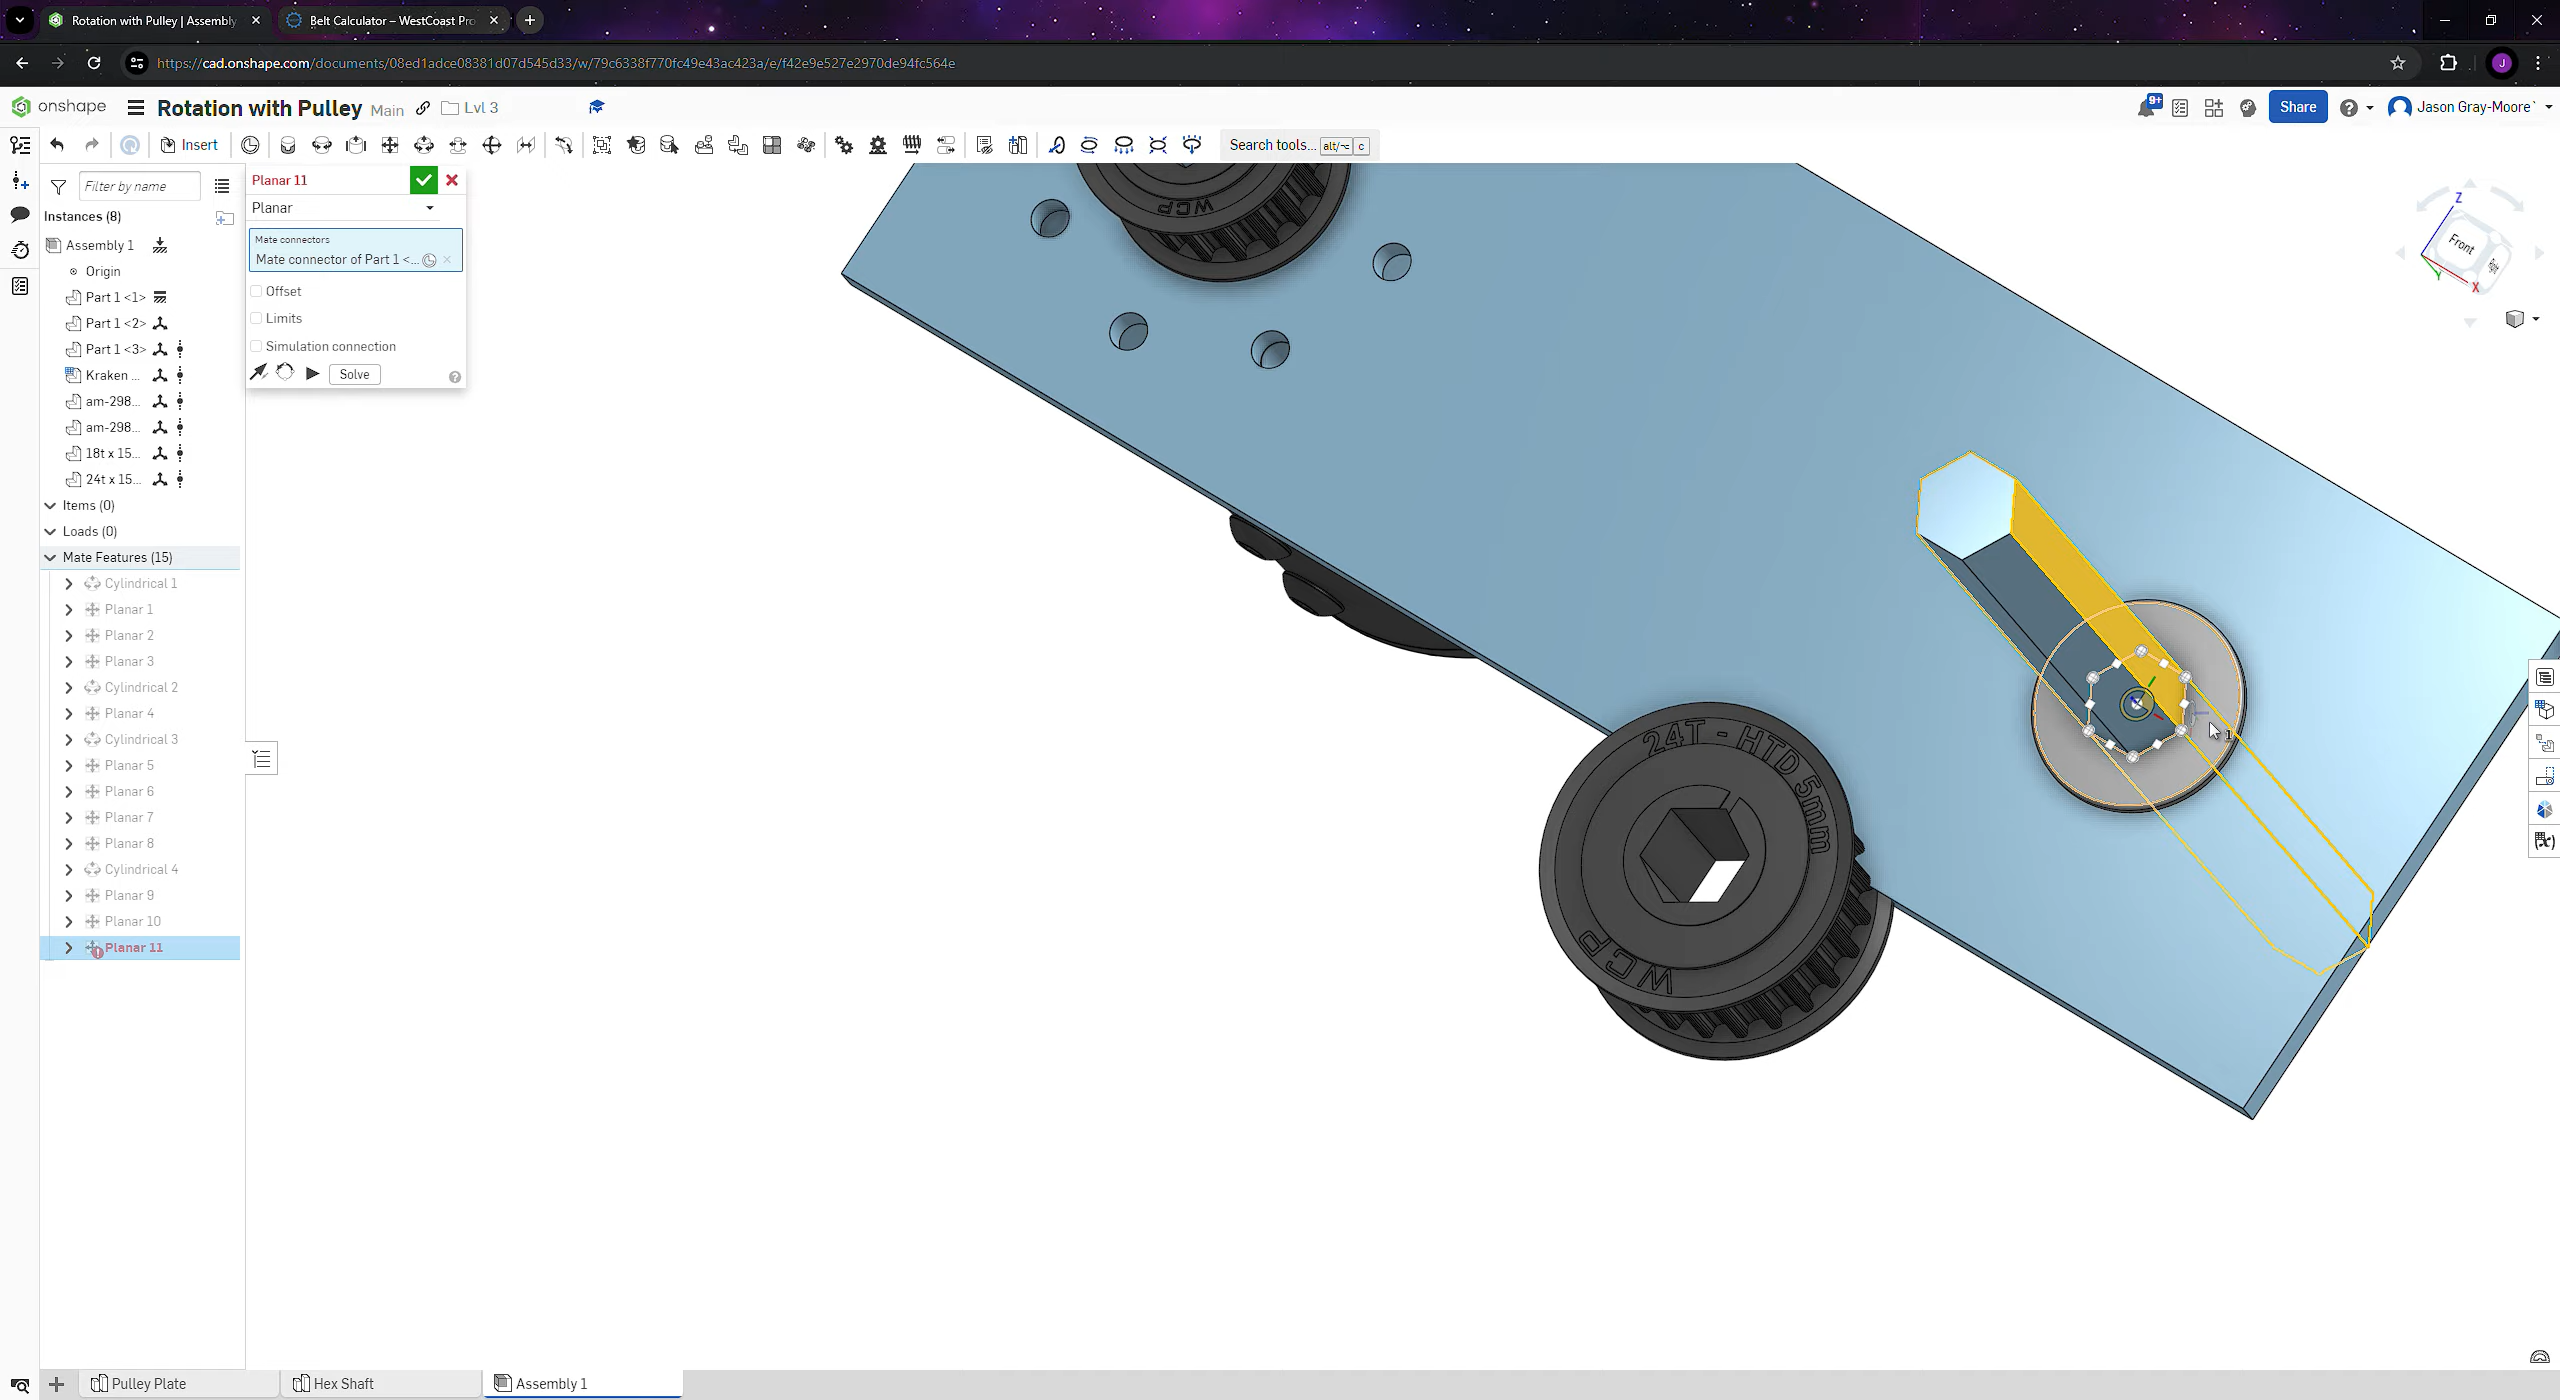 Rotation with Pulley | Assembly
Belt Calculator – WestCoast Pro
https://cad.onshape.com/documents/08ed1adce08381d07d545d33/w/79c6338f770fc49e43ac423a/e/f42e9e527e2970de94fc564e
J
onshape
Rotation with Pulley Main Lvl 3
9+
Share
Jason Gray-Moore`
Insert
Search tools... alt/⌥ c
Filter by name
Instances (8)
Assembly 1
Origin
Part 1 <1>
Part 1 <2>
Part 1 <3>
Kraken ...
am-298...
am-298...
18t x 15...
24t x 15...
Items (0)
Loads (0)
Mate Features (15)
Cylindrical 1
Planar 1
Planar 2
Planar 3
Cylindrical 2
Planar 4
Cylindrical 3
Planar 5
Planar 6
Planar 7
Planar 8
Cylindrical 4
Planar 9
Planar 10
Planar 11
Planar 11
Planar
Mate connectors
Mate connector of Part 1 <...
Offset
Limits
Simulation connection
Solve
WCP
24T - HTD 5mm
WCP
1
Z
Front
X
Y
(x)
Pulley Plate
Hex Shaft
Assembly 1